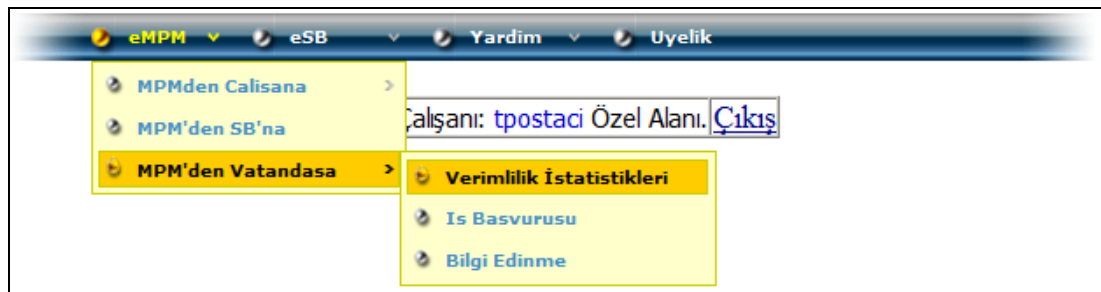 eMPM eSB Yardim Uyelik
MPMden Calisana
Çalışanı: tpostaci Özel Alanı. Çıkış
MPM'den SB'na
MPM'den Vatandasa
Verimlilik İstatistikleri
Is Basvurusu
Bilgi Edinme